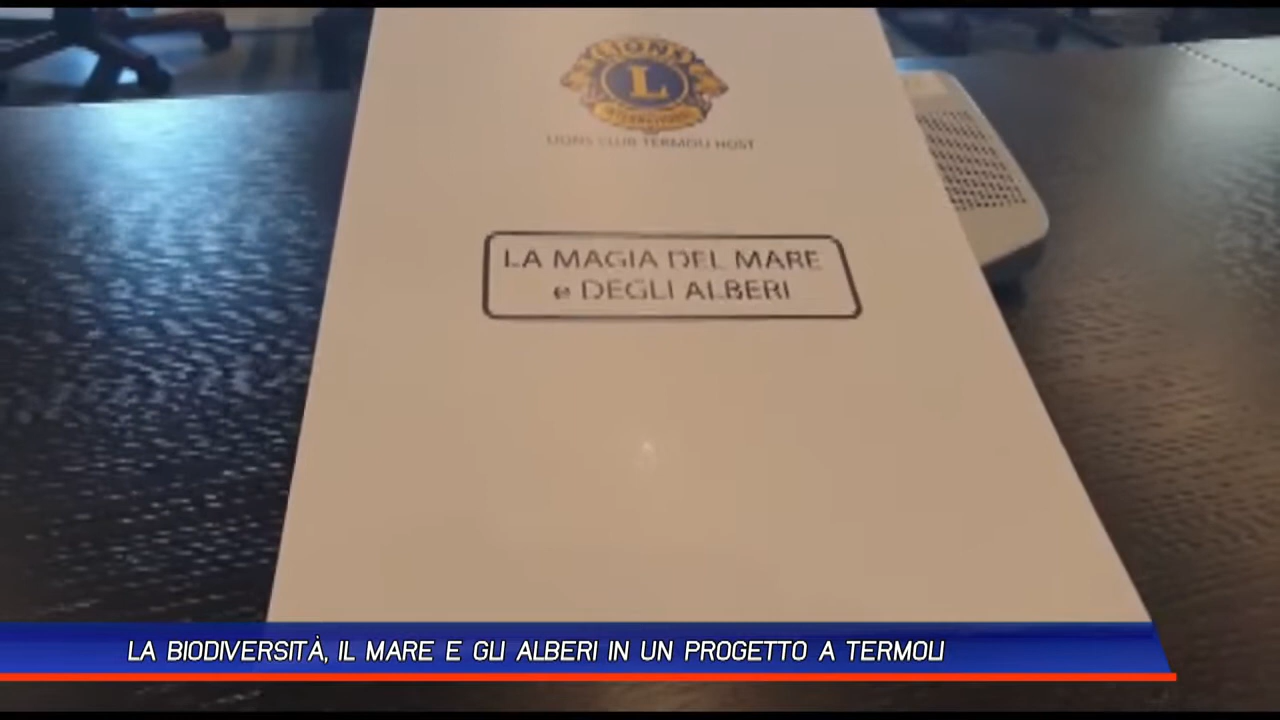 LIONS
L
INTERNATIONAL
LIONS CLUB TERMOLI HOST
LA MAGIA DEL MARE
e DEGLI ALBERI
LA BIODIVERSITÀ, IL MARE E GLI ALBERI IN UN PROGETTO A TERMOLI